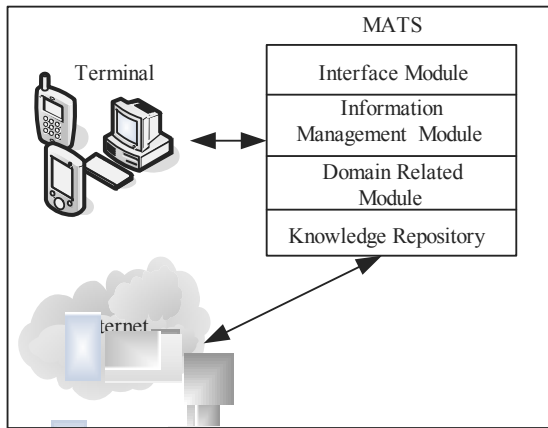 MATS
Terminal
Interface Module
Information
Management Module
Domain Related
Module
Knowledge Repository